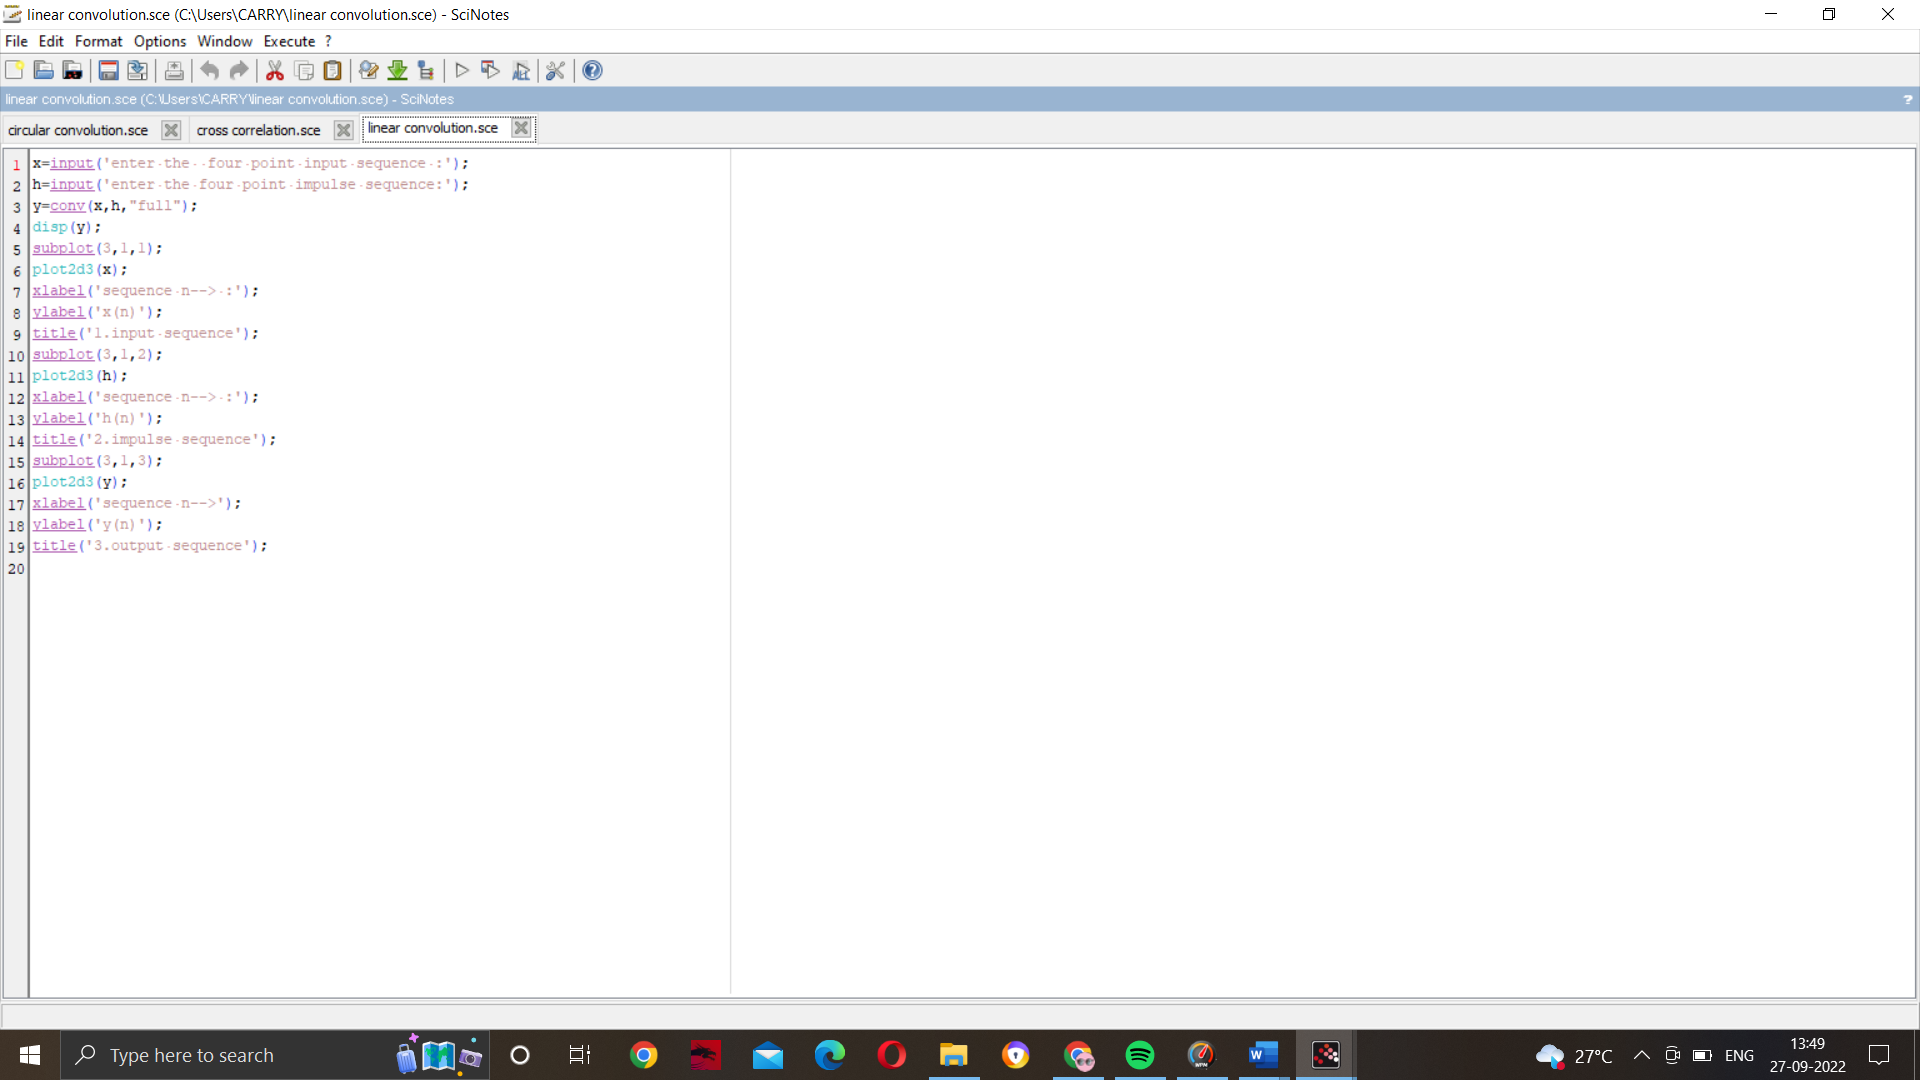 linear convolution.sce (C:\Users\CARRY\linear convolution.sce) - SciNotes
File Edit Format Options Window Execute ?
linear convolution.sce (C:\Users\CARRY\linear convolution.sce) - SciNotes ?
circular convolution.sce cross correlation.sce linear convolution.sce
1 x=input('enter the  four point input sequence :');
2 h=input('enter the four point impulse sequence:');
3 y=conv(x,h,"full");
4 disp(y);
5 subplot(3,1,1);
6 plot2d3(x);
7 xlabel('sequence n--> :');
8 ylabel('x(n)');
9 title('1.input sequence');
10 subplot(3,1,2);
11 plot2d3(h);
12 xlabel('sequence n--> :');
13 ylabel('h(n)');
14 title('2.impulse sequence');
15 subplot(3,1,3);
16 plot2d3(y);
17 xlabel('sequence n-->');
18 ylabel('y(n)');
19 title('3.output sequence');
20
Type here to search
27°C ENG
13:49
27-09-2022